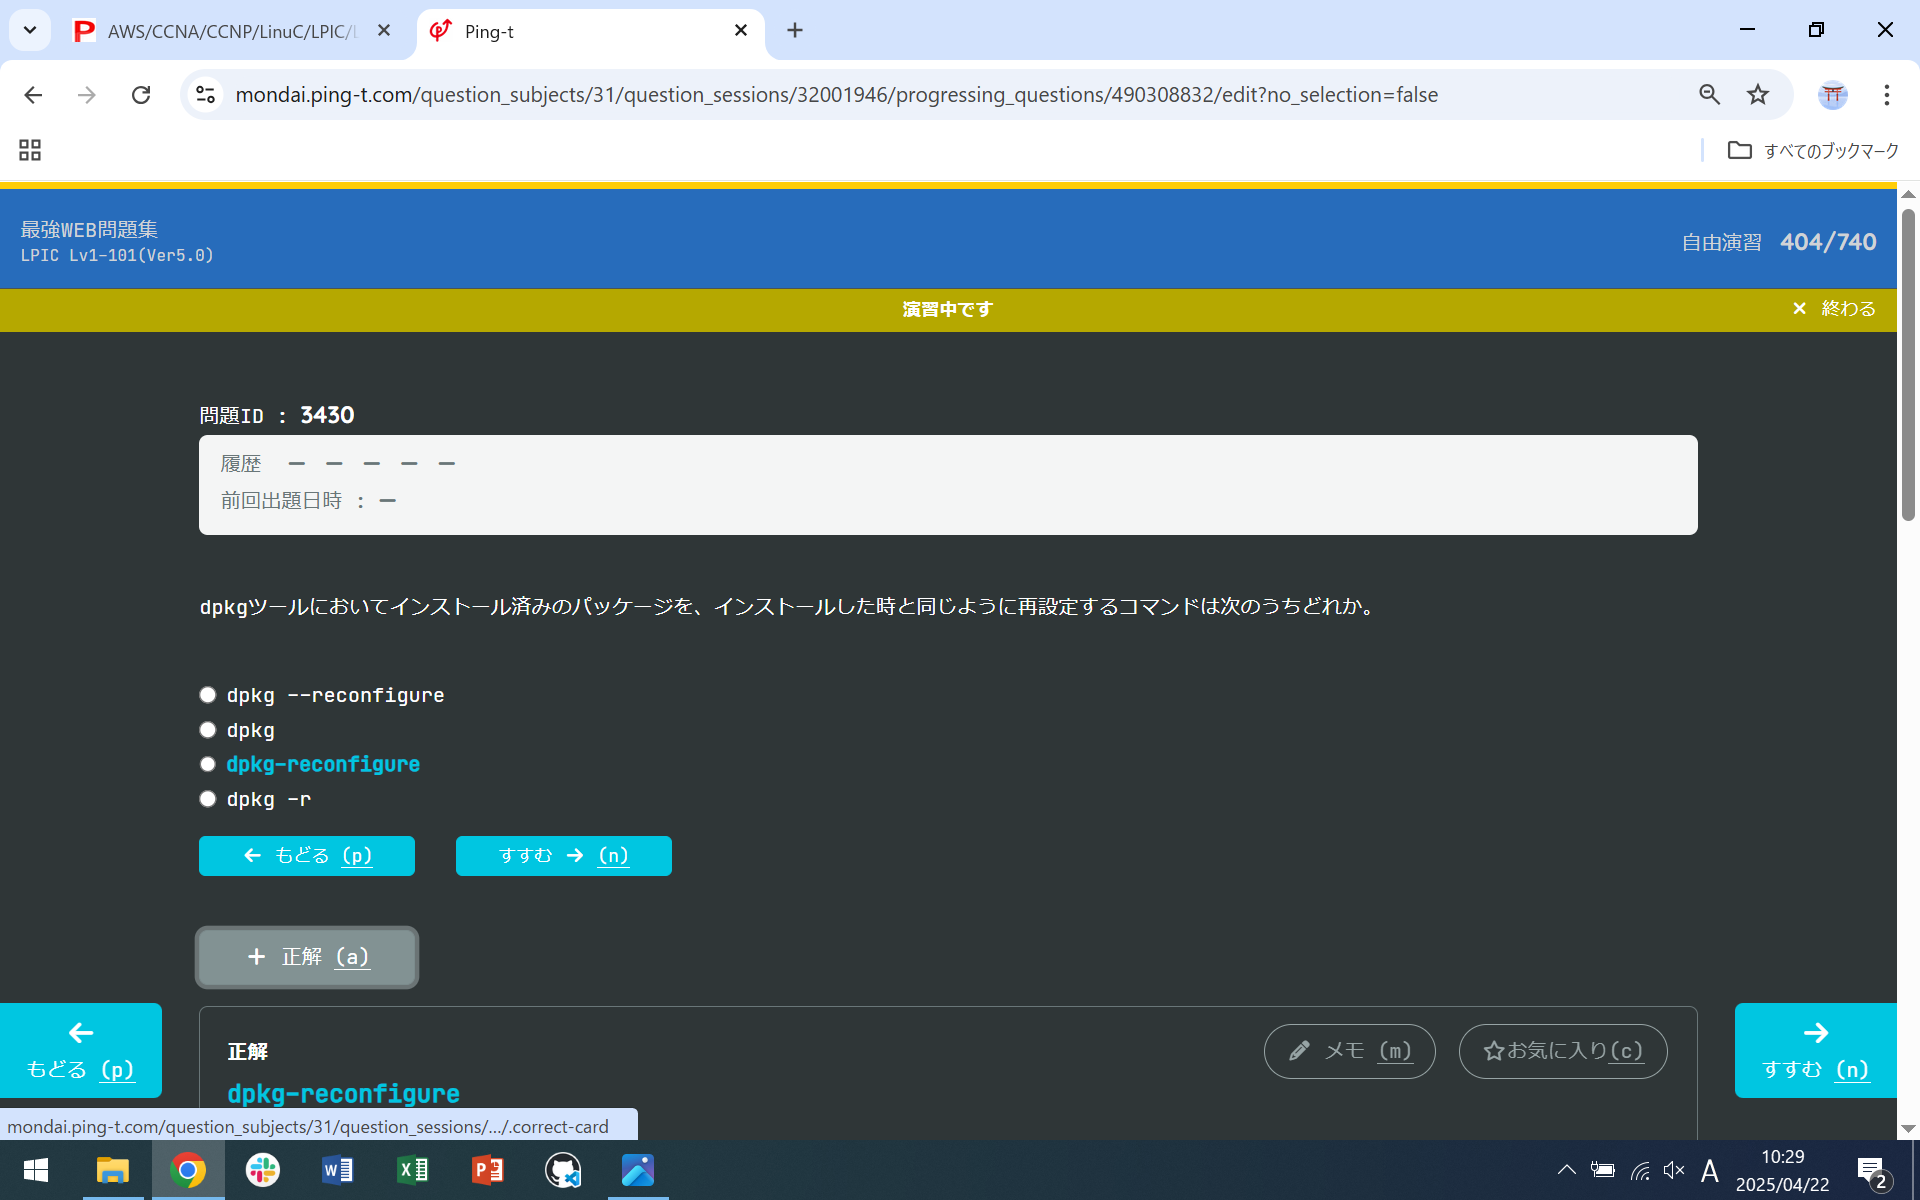 AWS/CCNA/CCNP/LinuC/LPIC/
Ping-t
mondai.ping-t.com/question_subjects/31/question_sessions/32001946/progressing_questions/490308832/edit?no_selection=false
すべてのブックマーク
最強WEB問題集
LPIC Lv1-101(Ver5.0)
自由演習 404/740
演習中です
× 終わる
問題ID : 3430
履歴 ー ー ー ー ー
前回出題日時 : ー
dpkgツールにおいてインストール済みのパッケージを、インストールした時と同じように再設定するコマンドは次のうちどれか。
dpkg --reconfigure
dpkg
dpkg-reconfigure
dpkg -r
← もどる (p)
すすむ → (n)
+ 正解 (a)
← もどる (p)
正解
メモ (m)
お気に入り(c)
→ すすむ (n)
dpkg-reconfigure
mondai.ping-t.com/question_subjects/31/question_sessions/.../.correct-card
A
10:29
2025/04/22
2